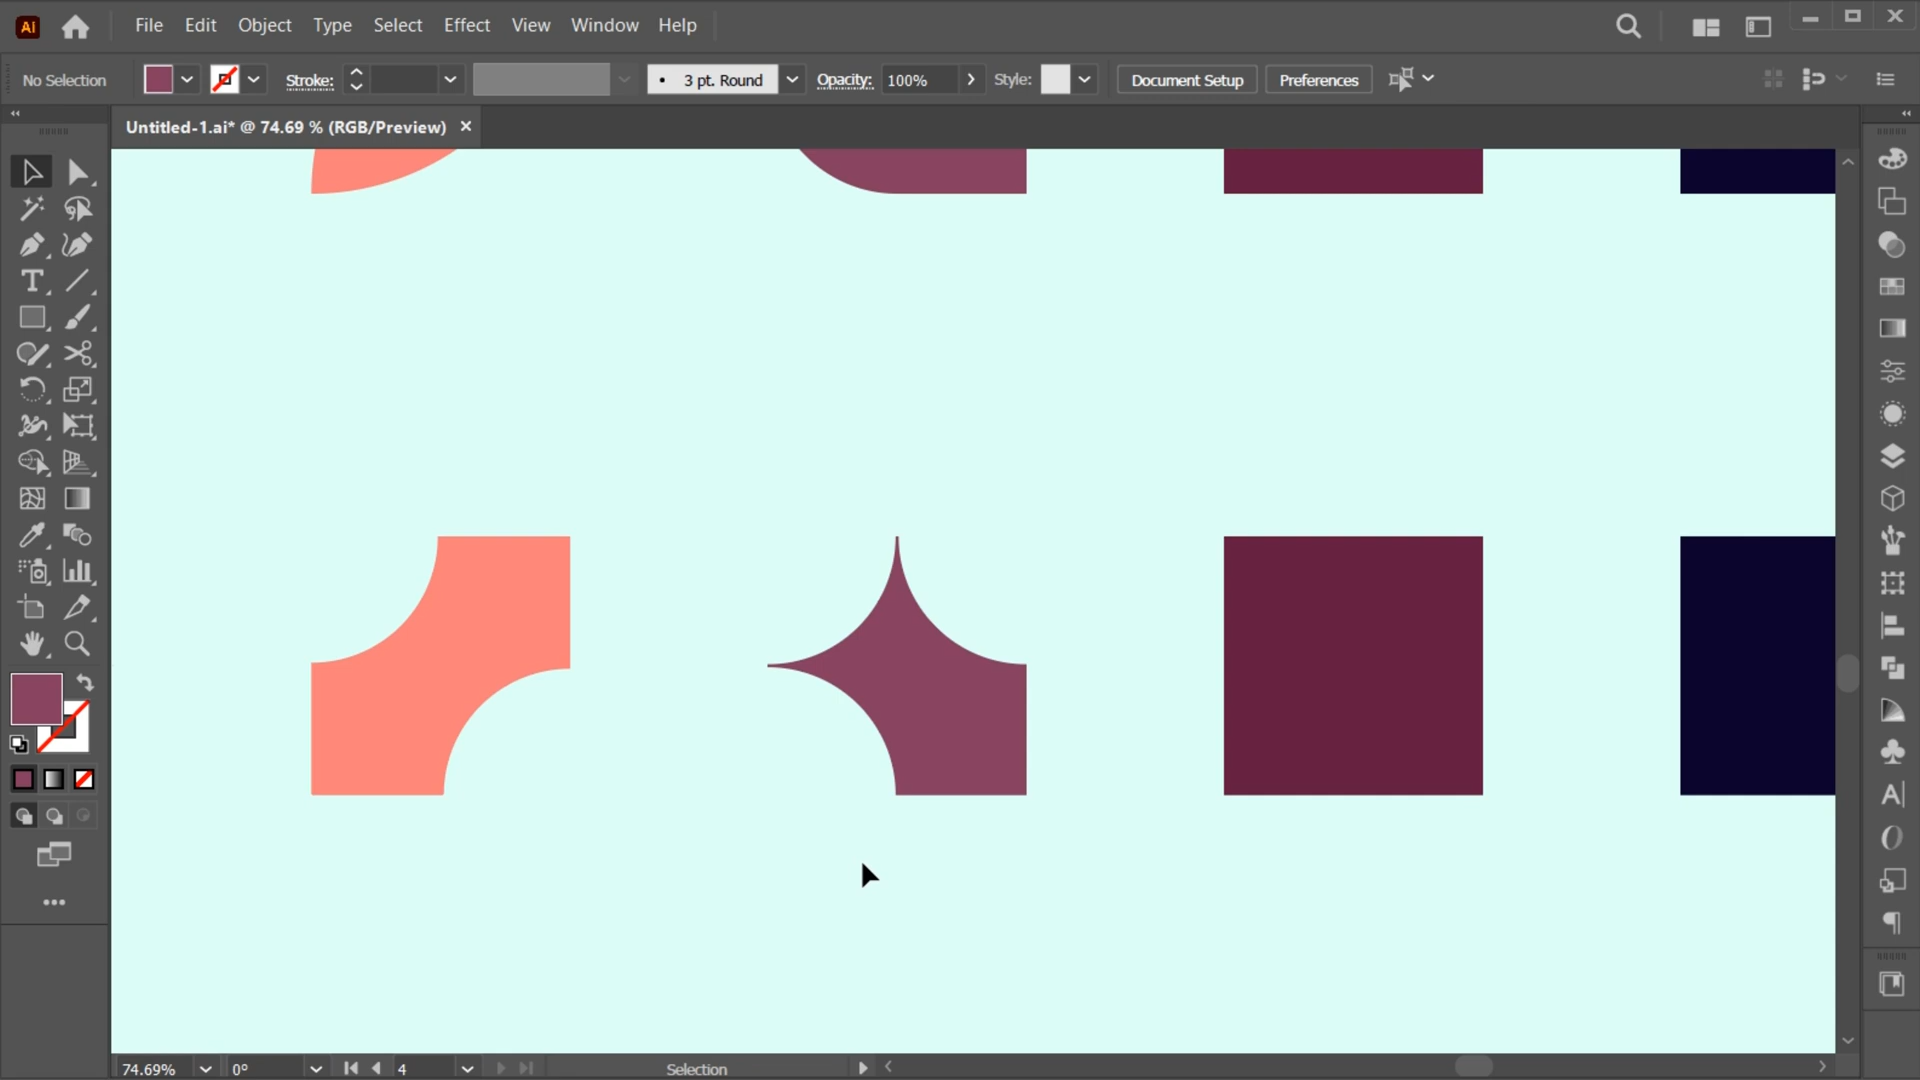 Ai File Edit Object Type Select Effect View Window Help
No Selection Stroke: 3 pt. Round Opacity: 100% Style: Document Setup Preferences
Untitled-1.ai* @ 74.69 % (RGB/Preview)
74.69% 0° 4 Selection